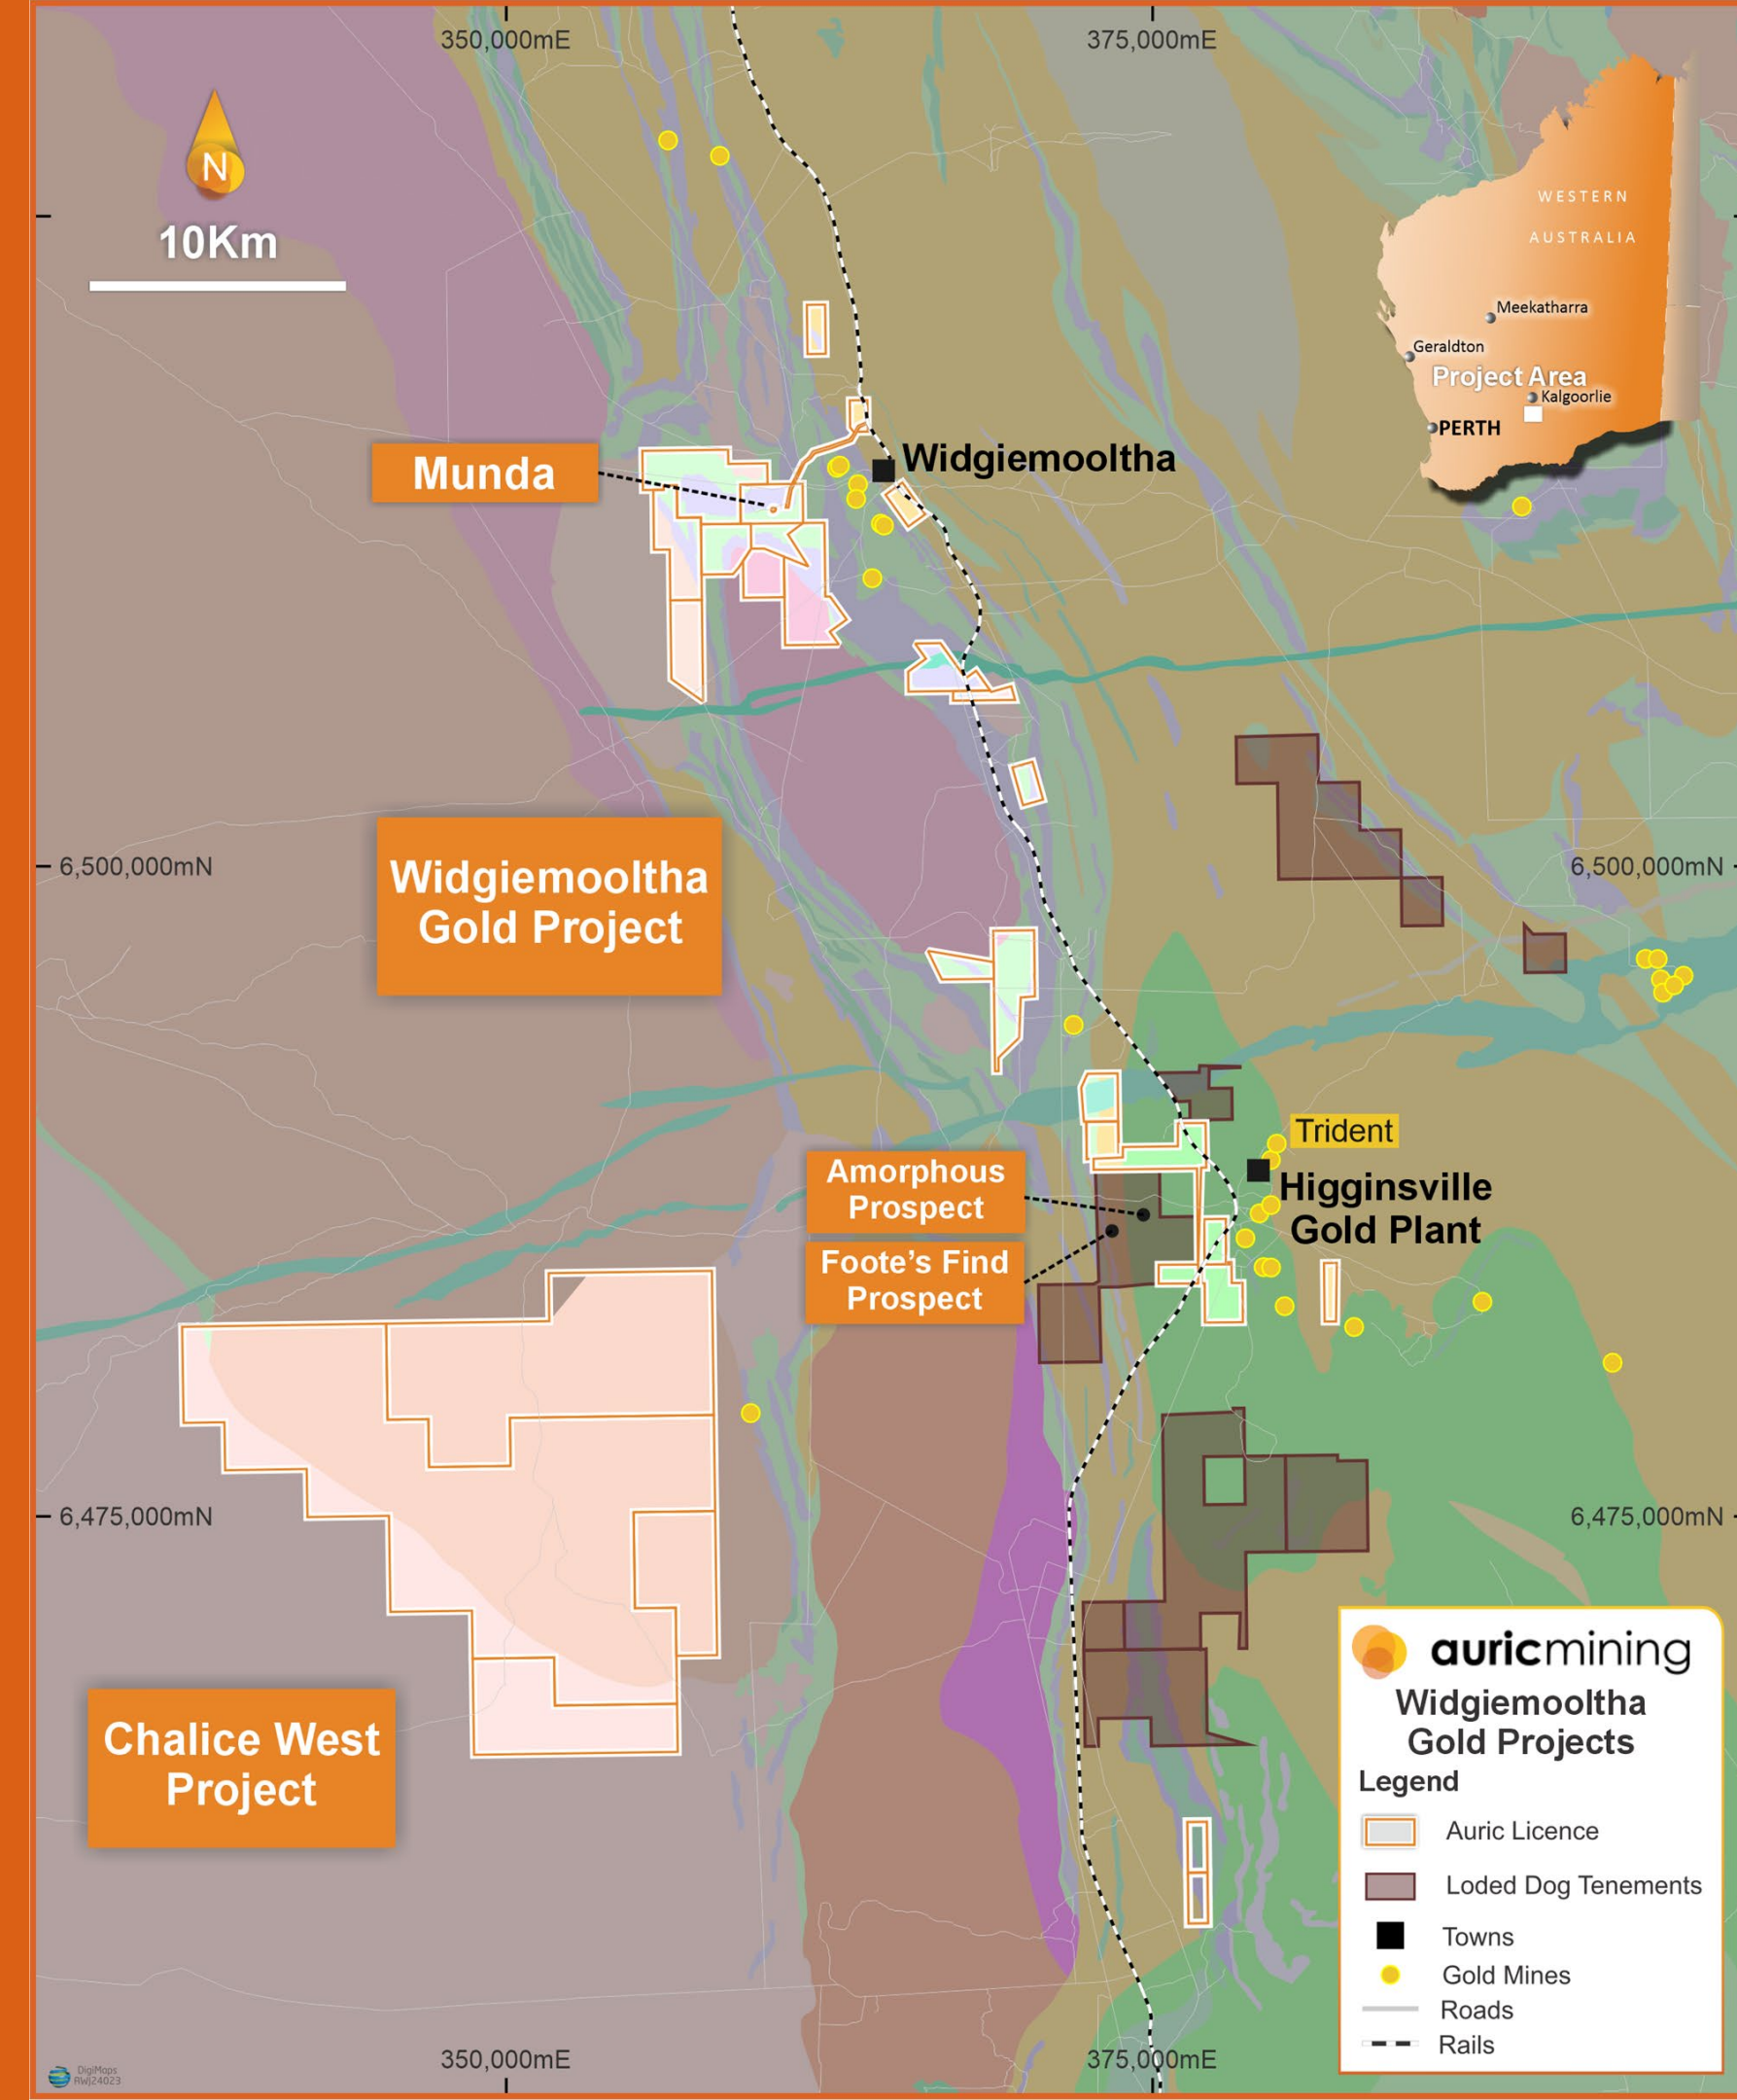 350,000mE
375,000mE
N
10Km
WESTERN
AUSTRALIA
Meekatharra
Geraldton
Project Area
Kalgoorlie
PERTH
Munda
Widgiemooltha
6,500,000mN
6,500,000mN
Widgiemooltha
Gold Project
Trident
Amorphous
Prospect
Higginsville
Gold Plant
Foote's Find
Prospect
6,475,000mN
6,475,000mN
Chalice West
Project
auricmining
Widgiemooltha
Gold Projects
Legend
Auric Licence
Loded Dog Tenements
Towns
Gold Mines
Roads
Rails
350,000mE
375,000mE
DigiMaps
RWJ24023